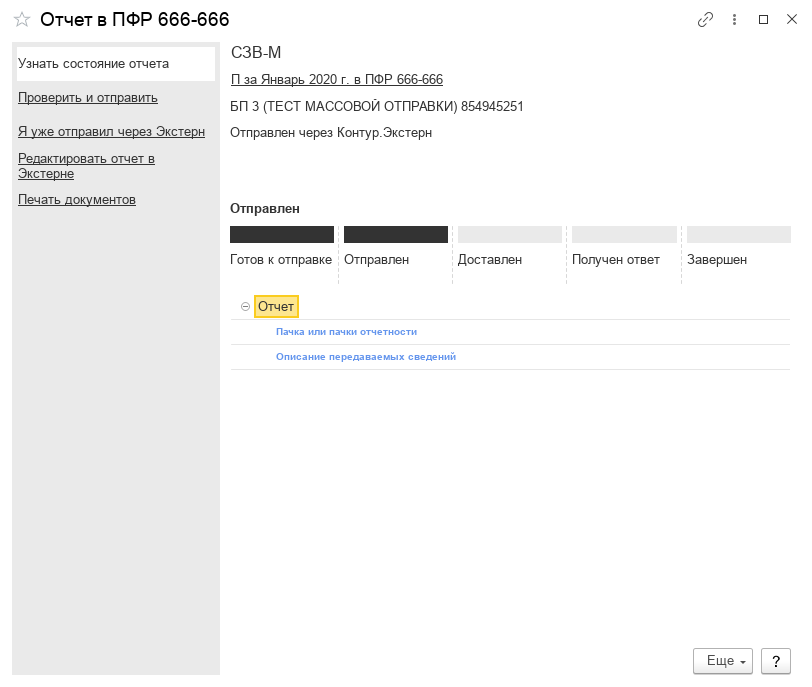 Отчет в ПФР 666-666
Узнать состояние отчета
Проверить и отправить
Я уже отправил через Экстерн
Редактировать отчет в
Экстерне
Печать документов
СЗВ-М
П за Январь 2020 г. в ПФР 666-666
БП 3 (ТЕСТ МАССОВОЙ ОТПРАВКИ) 854945251
Отправлен через Контур.Экстерн
Отправлен
Готов к отправке Отправлен Доставлен Получен ответ Завершен
Отчет
Пачка или пачки отчетности
Описание передаваемых сведений
Еще ?